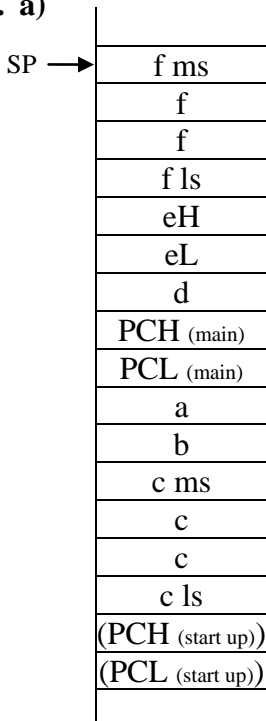 . a)
SP f ms
f
f
f ls
eH
eL
d
PCH (main)
PCL (main)
a
b
c ms
c
c
c ls
(PCH (start up))
(PCL (start up))